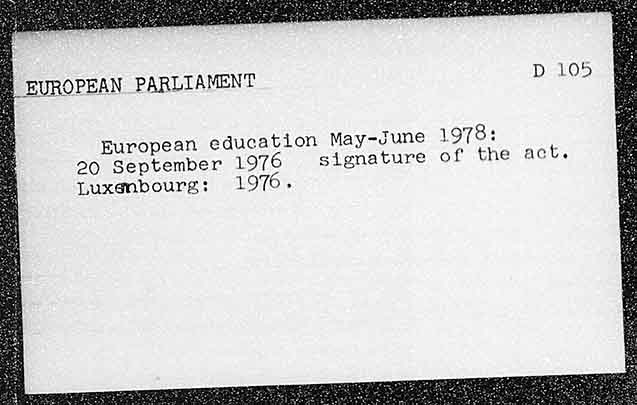 EUROPEAN PARLIAMENT
D 105
European education May-June 1978:
20 September 1976 signature of the act.
Luxembourg: 1976.